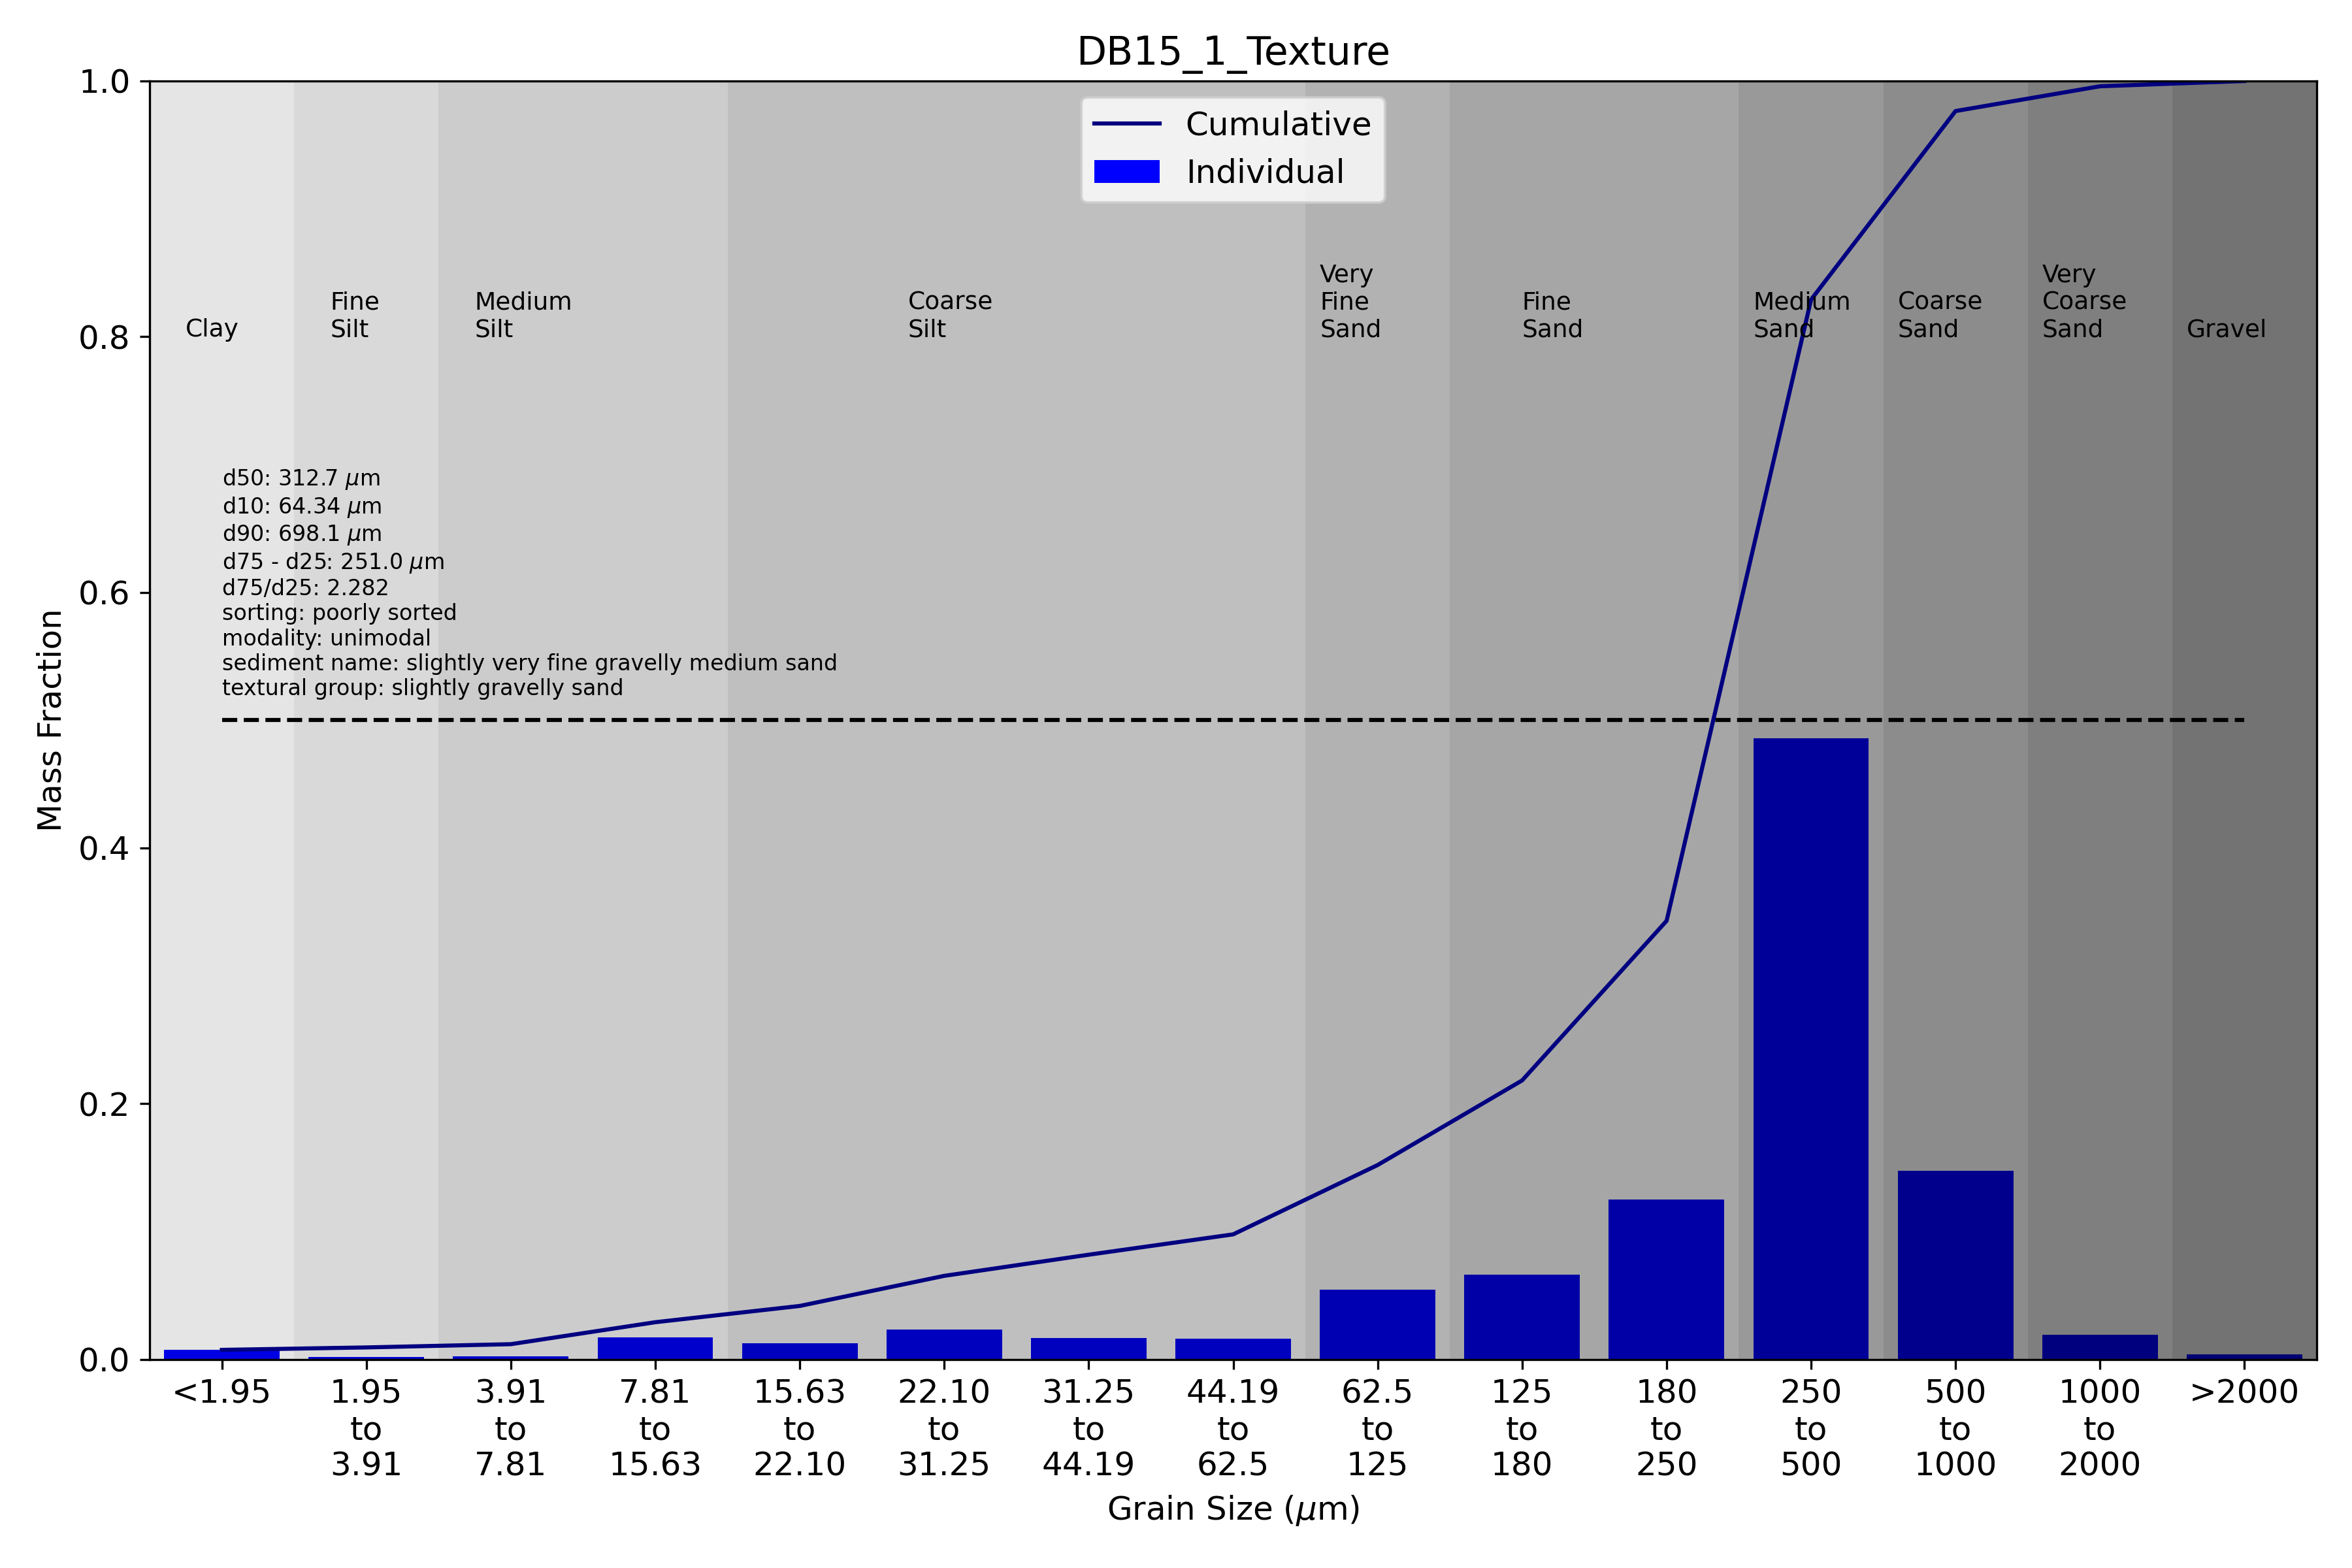 DB15_1_Texture
Cumulative
Individual
1.0
0.8
0.6
0.4
0.2
0.0
Mass Fraction
Clay
Fine
Silt
Medium
Silt
Coarse
Silt
Very
Fine
Sand
Fine
Sand
Medium
Sand
Coarse
Sand
Very
Coarse
Sand
Gravel
d50: 312.7 μm
d10: 64.34 μm
d90: 698.1 μm
d75 - d25: 251.0 μm
d75/d25: 2.282
sorting: poorly sorted
modality: unimodal
sediment name: slightly very fine gravelly medium sand
textural group: slightly gravelly sand
<1.95
1.95
to
3.91
3.91
to
7.81
7.81
to
15.63
15.63
to
22.10
22.10
to
31.25
31.25
to
44.19
44.19
to
62.5
62.5
to
125
125
to
180
180
to
250
250
to
500
500
to
1000
1000
to
2000
>2000
Grain Size (μm)